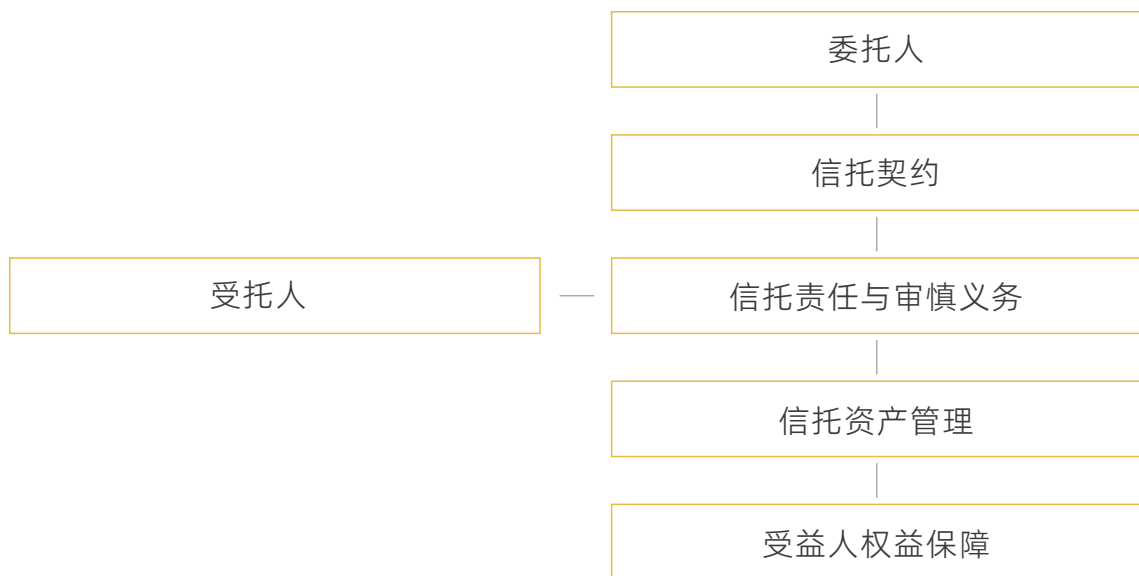 委托人
信托契约
受托人
信托责任与审慎义务
信托资产管理
受益人权益保障